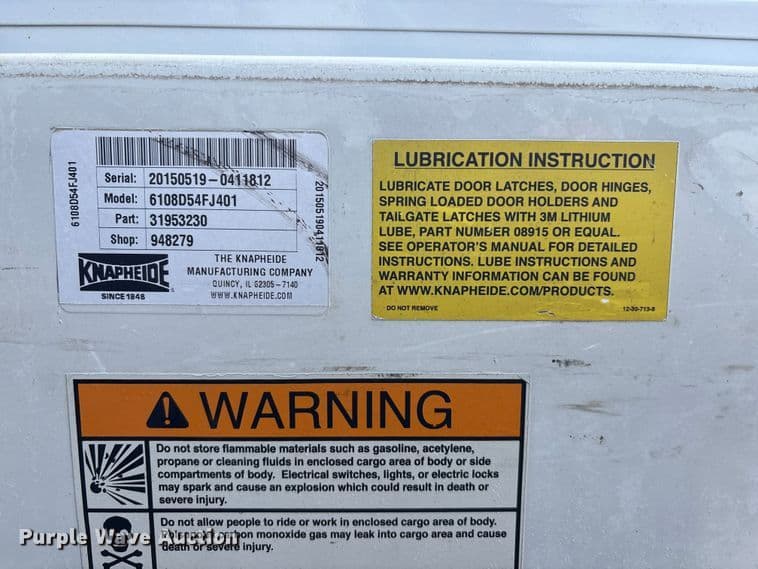 6108D54FJ401
Serial: 20150519-0411812
Model: 6108D54FJ401
Part: 31953230
Shop: 948279
201505190411812
KNAPHEIDE
SINCE 1848
THE KNAPHEIDE
MANUFACTURING COMPANY
QUINCY, IL 62305-7140
WWW.KNAPHEIDE.COM
LUBRICATION INSTRUCTION
LUBRICATE DOOR LATCHES, DOOR HINGES,
SPRING LOADED DOOR HOLDERS AND
TAILGATE LATCHES WITH 3M LITHIUM
LUBE, PART NUMBER 08915 OR EQUAL.
SEE OPERATOR'S MANUAL FOR DETAILED
INSTRUCTIONS. LUBE INSTRUCTIONS AND
WARRANTY INFORMATION CAN BE FOUND
AT WWW.KNAPHEIDE.COM/PRODUCTS.
DO NOT REMOVE 12-30-713-8
WARNING
Do not store flammable materials such as gasoline, acetylene,
propane or cleaning fluids in enclosed cargo area of body or side
compartments of body. Electrical switches, lights, or electric locks
may spark and cause an explosion which could result in death or
severe injury.
Do not allow people to ride or work in enclosed cargo area of body.
Poisonous carbon monoxide gas may leak into cargo area and cause
death or severe injury.
Purple Wave Auction